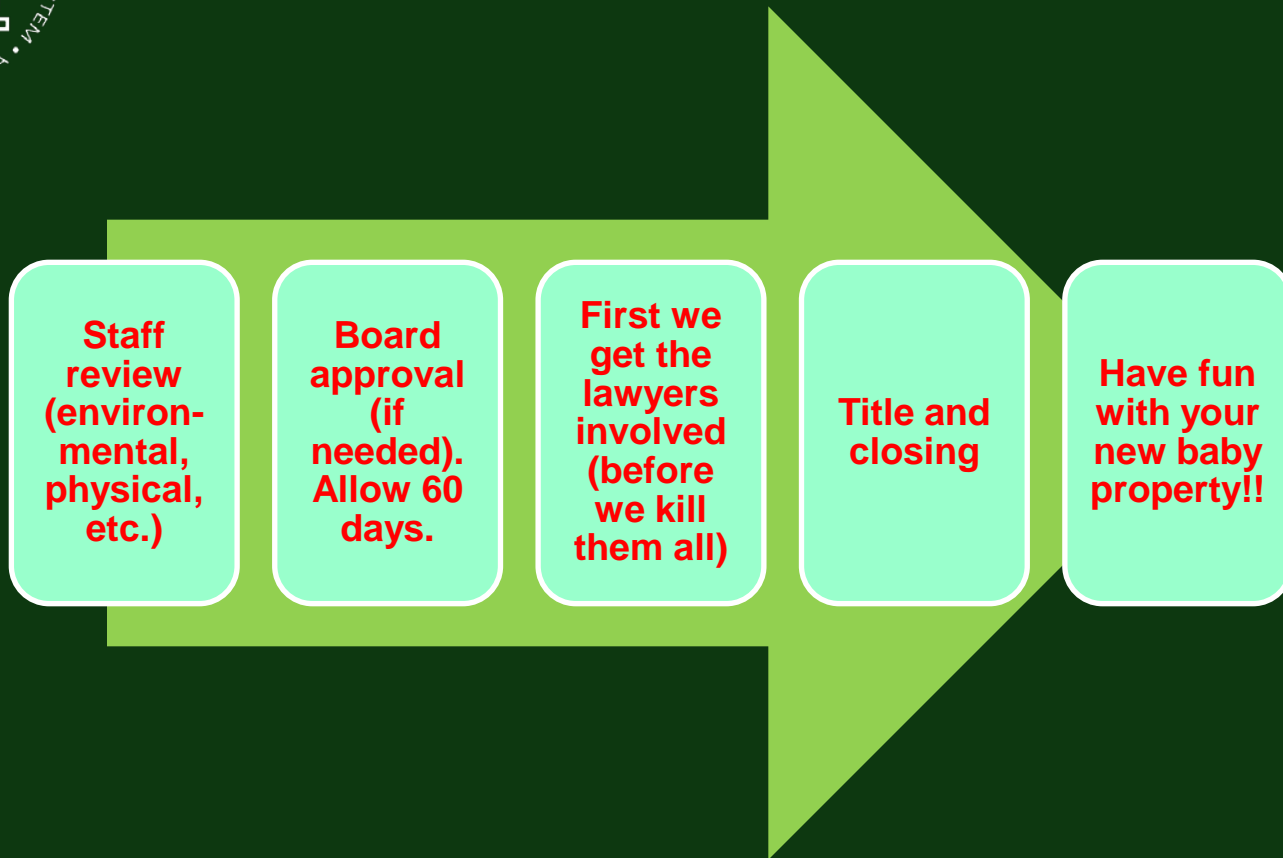 TEM •
Staff
review
(environ-
mental,
physical,
etc.)
Board
approval
(if
needed).
Allow 60
days.
First we
get the
lawyers
involved
(before
we kill
them all)
Title and
closing
Have fun
with your
new baby
property!!